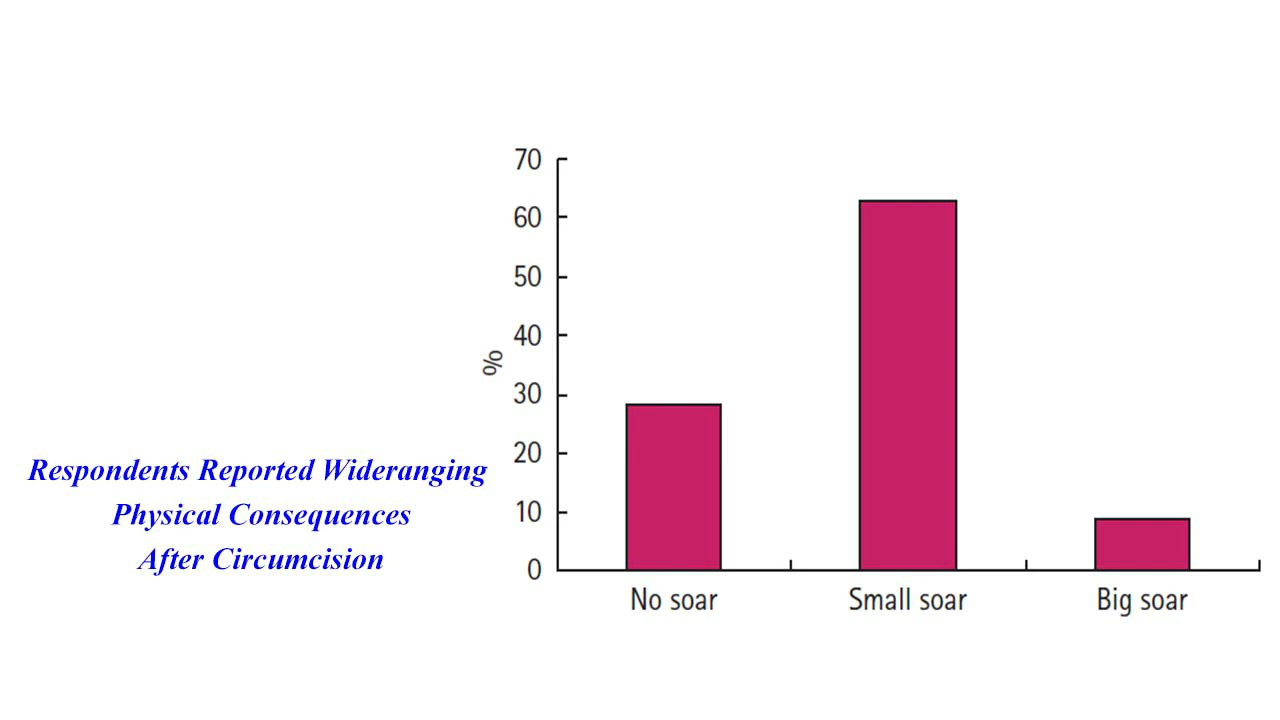 Respondents Reported Wideranging
Physical Consequences
After Circumcision
%
70
60
50
40
30
20
10
0
No soar
Small soar
Big soar